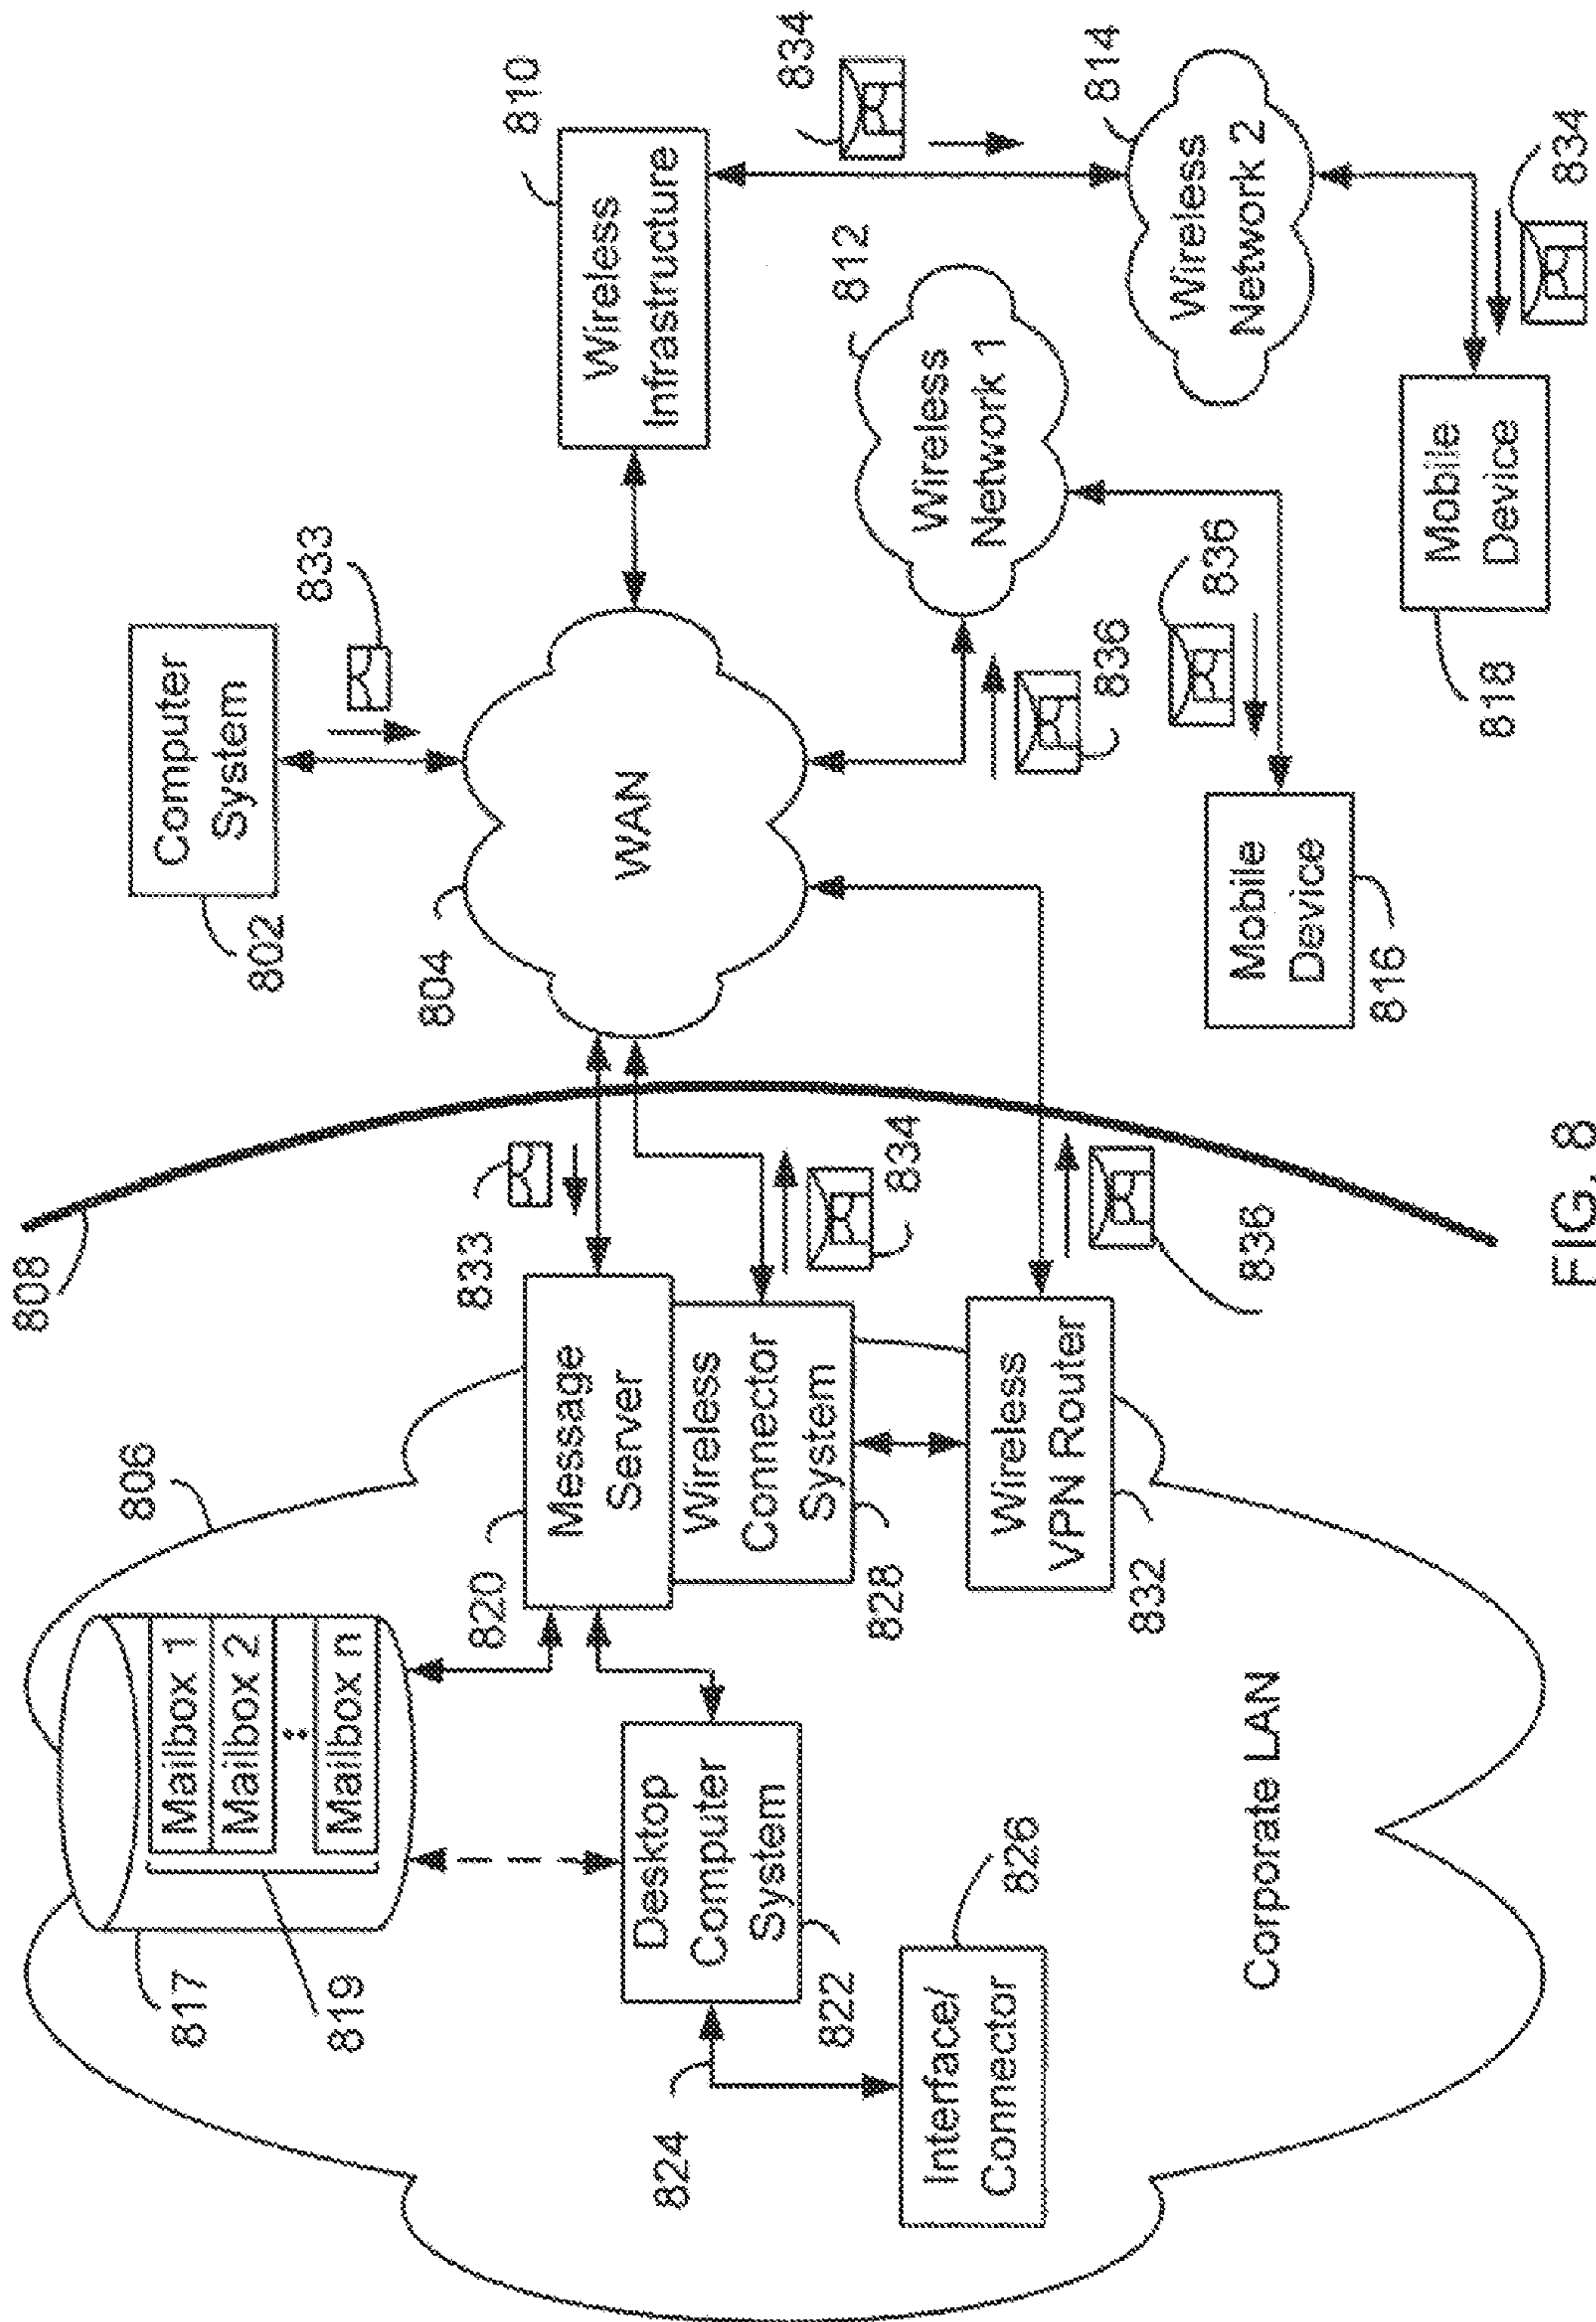 808
806
817
Mailbox 1
Mailbox 2
Mailbox n
819
Desktop
Computer
System
822
824
Interface/
Connector
826
Corporate LAN
820
Message
Server
833
Wireless
Connector
System
828
834
Wireless
VPN Router
832
836
Computer
System
802
833
804
WAN
810
Wireless
Infrastructure
834
812
Wireless
Network 1
836
836
814
Wireless
Network 2
834
Mobile
Device
816
Mobile
Device
818
FIG. 8